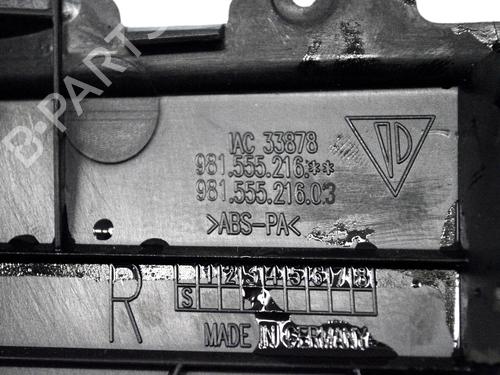 B-PARTS
IAC 33878
981.555.216.**
981.555.216.03
>ABS-PA<
R
1 2 3 4 5 6 7 8
S
MADE IN GERMANY